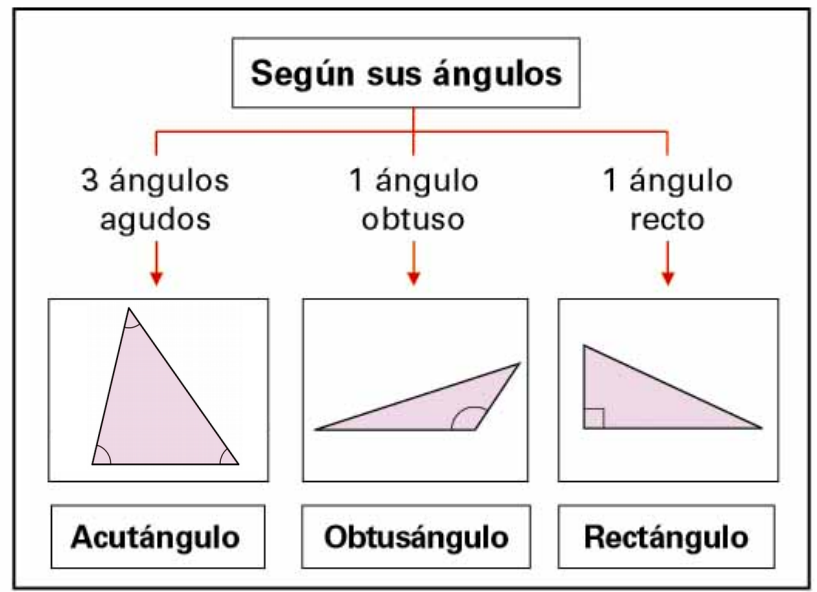 Según sus ángulos
3 ángulos
agudos
1 ángulo
obtuso
1 ángulo
recto
Acutángulo
Obtusángulo
Rectángulo